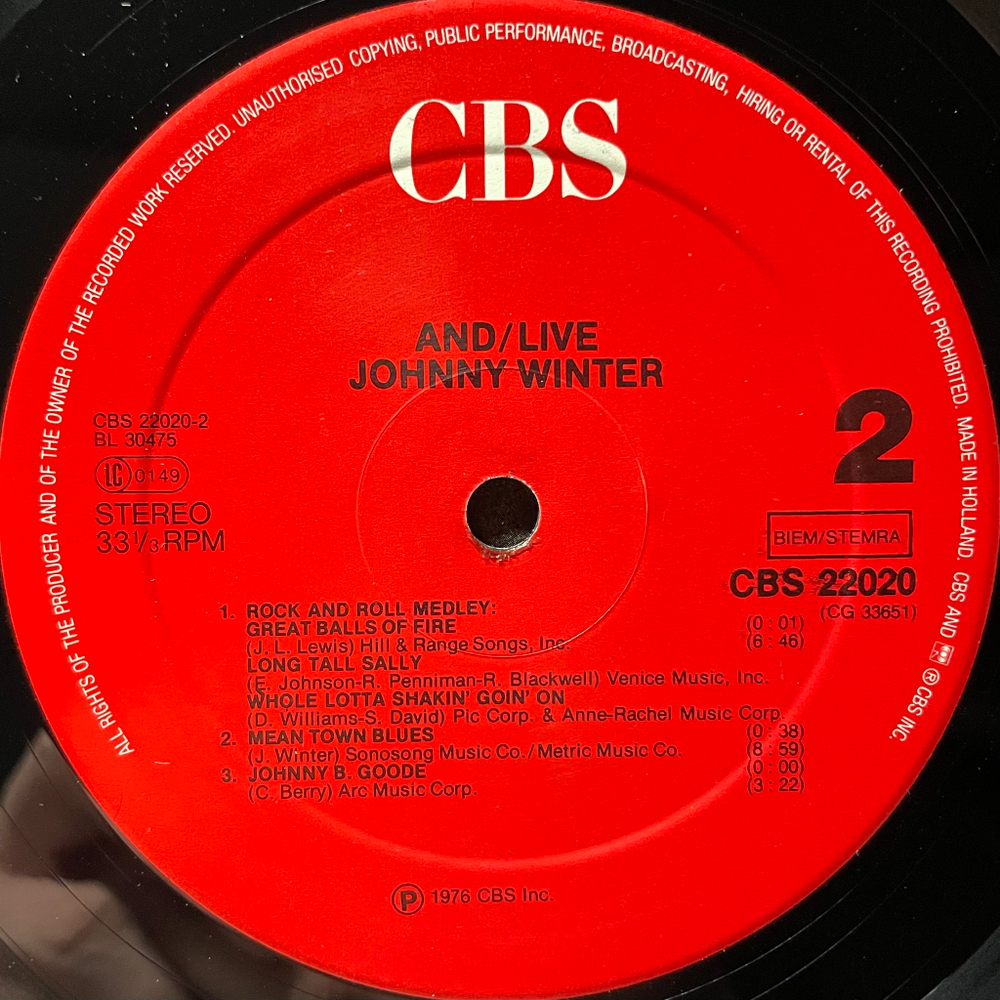 ALL RIGHTS OF THE PRODUCER AND OF THE OWNER OF THE RECORDED WORK RESERVED. UNAUTHORISED COPYING, PUBLIC PERFORMANCE, BROADCASTING, HIRING OR RENTAL OF THIS RECORDING PROHIBITED. MADE IN HOLLAND. CBS AND ® CBS INC.
CBS
AND/LIVE
JOHNNY WINTER
CBS 22020-2
BL 30475
LC 0149
STEREO
33 1/3 RPM
2
BIEM/STEMRA
CBS 22020
(CG 33651)
1. ROCK AND ROLL MEDLEY:
GREAT BALLS OF FIRE (0 : 01)
(J. L. Lewis) Hill & Range Songs, Inc. (6 : 46)
LONG TALL SALLY
(E. Johnson-R. Penniman-R. Blackwell) Venice Music, Inc.
WHOLE LOTTA SHAKIN' GOIN' ON
(D. Williams-S. David) Pic Corp. & Anne-Rachel Music Corp.
2. MEAN TOWN BLUES (0 : 38)
(J. Winter) Sonosong Music Co./Metric Music Co. (8 : 59)
3. JOHNNY B. GOODE (0 : 00)
(C. Berry) Arc Music Corp. (3 : 22)
Ⓟ 1976 CBS Inc.